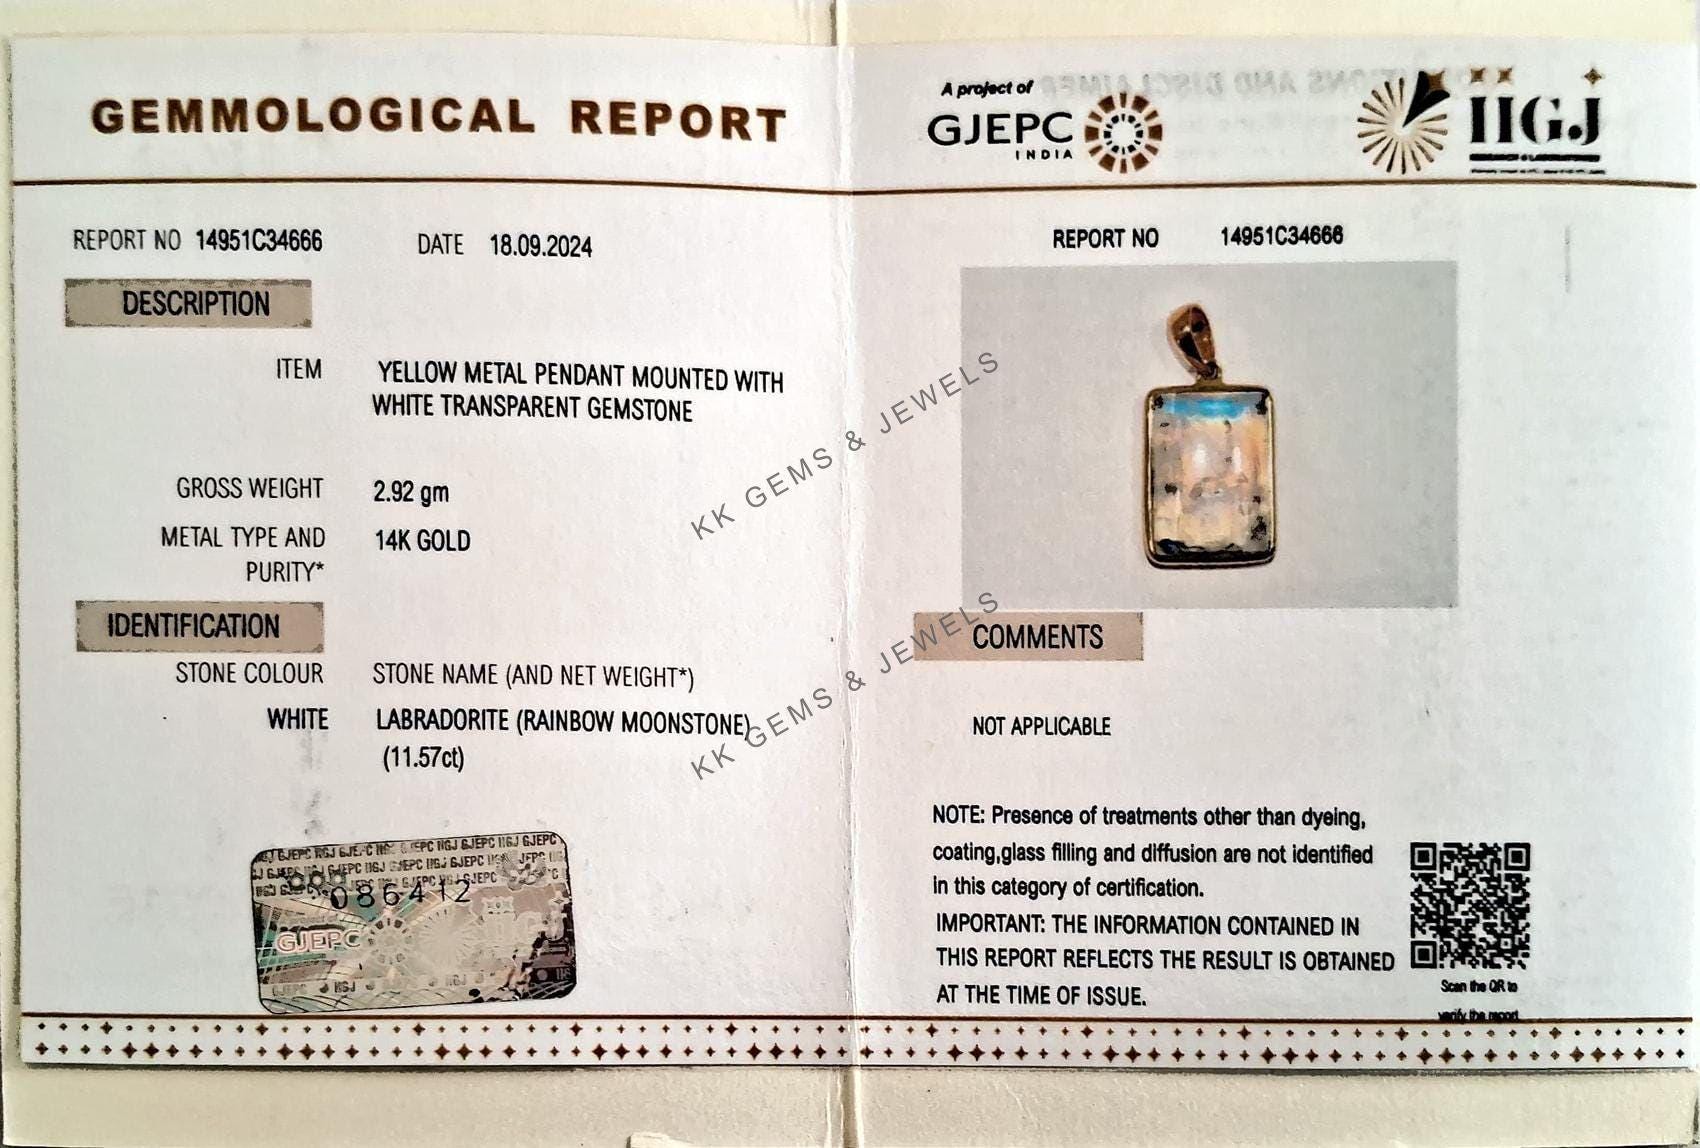 GEMMOLOGICAL REPORT
REPORT NO 14951C34666 DATE 18.09.2024
DESCRIPTION
ITEM YELLOW METAL PENDANT MOUNTED WITH
WHITE TRANSPARENT GEMSTONE
GROSS WEIGHT 2.92 gm
METAL TYPE AND 14K GOLD
PURITY*
IDENTIFICATION
STONE COLOUR STONE NAME (AND NET WEIGHT*)
WHITE LABRADORITE (RAINBOW MOONSTONE)
(11.57ct)
086412
GJEPC
A project of
GJEPC
INDIA
IIGJ
RESEARCH & LABORATORIES
REPORT NO 14951C34666
KK GEMS & JEWELS
COMMENTS
KK GEMS & JEWELS
NOT APPLICABLE
NOTE: Presence of treatments other than dyeing,
coating,glass filling and diffusion are not identified
in this category of certification.
IMPORTANT: THE INFORMATION CONTAINED IN
THIS REPORT REFLECTS THE RESULT IS OBTAINED
AT THE TIME OF ISSUE.
Scan the QR to
verify the report